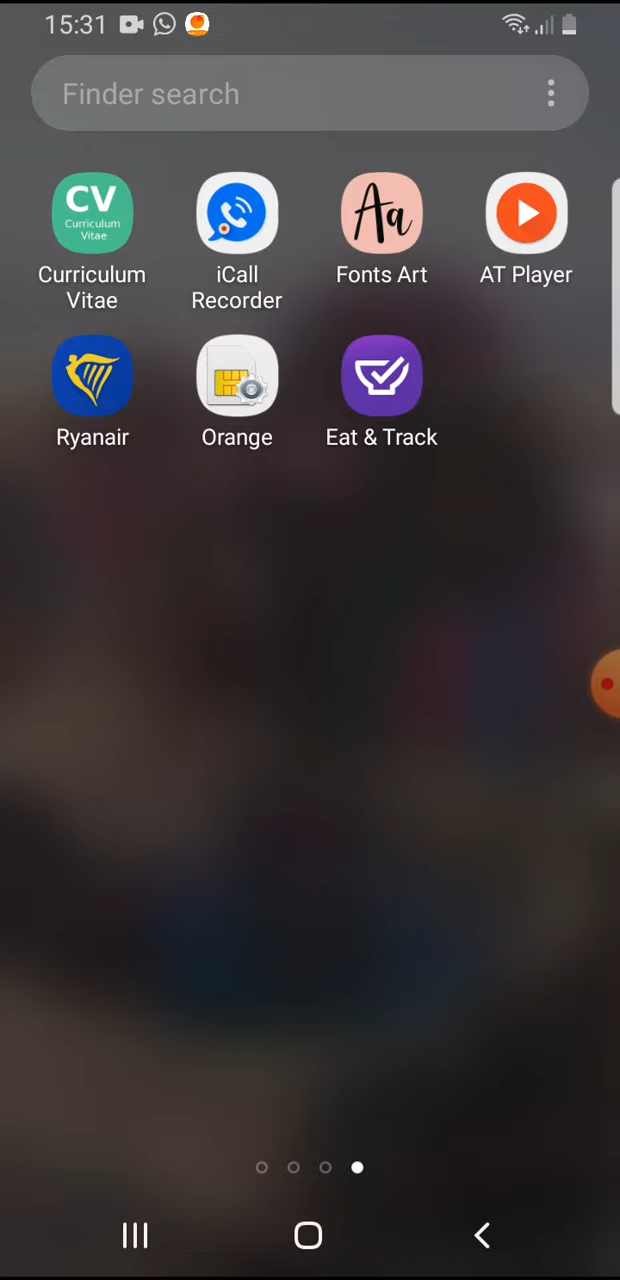 15:31
Finder search
CV
Curriculum
Vitae
Aa
Curriculum
Vitae
iCall
Recorder
Fonts Art
AT Player
Ryanair
Orange
Eat & Track